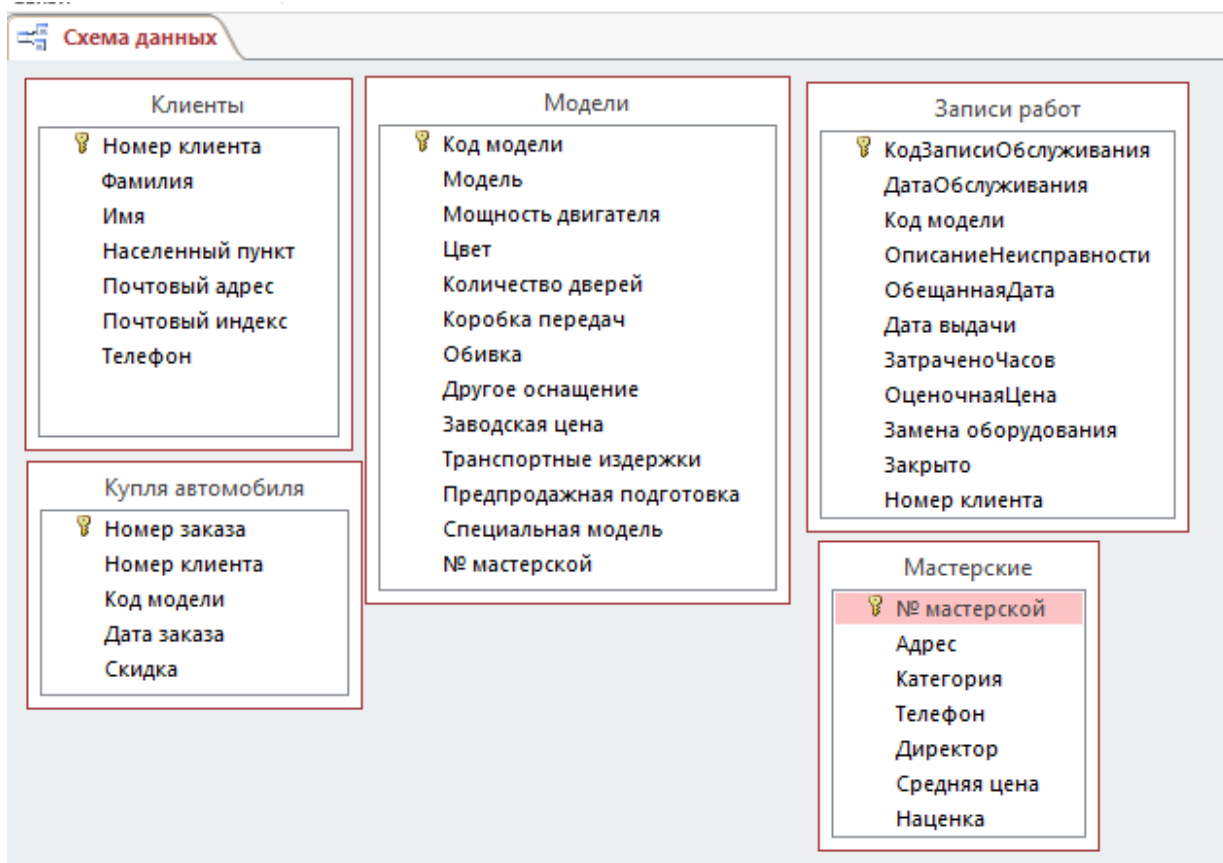 Схема данных
Клиенты
Номер клиента
Фамилия
Имя
Населенный пункт
Почтовый адрес
Почтовый индекс
Телефон
Купля автомобиля
Номер заказа
Номер клиента
Код модели
Дата заказа
Скидка
Модели
Код модели
Модель
Мощность двигателя
Цвет
Количество дверей
Коробка передач
Обивка
Другое оснащение
Заводская цена
Транспортные издержки
Предпродажная подготовка
Специальная модель
№ мастерской
Записи работ
КодЗаписиОбслуживания
ДатаОбслуживания
Код модели
ОписаниеНеисправности
ОбещаннаяДата
Дата выдачи
ЗатраченоЧасов
ОценочнаяЦена
Замена оборудования
Закрыто
Номер клиента
Мастерские
№ мастерской
Адрес
Категория
Телефон
Директор
Средняя цена
Наценка